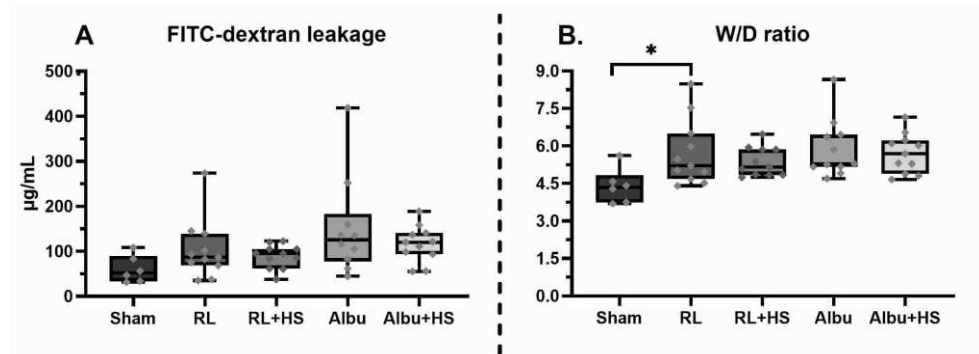 A FITC-dextran leakage
500
400
300
200
100
0
µg/mL
Sham RL RL+HS Albu Albu+HS
B. W/D ratio
*
9.0
7.5
6.0
4.5
3.0
1.5
0.0
Sham RL RL+HS Albu Albu+HS